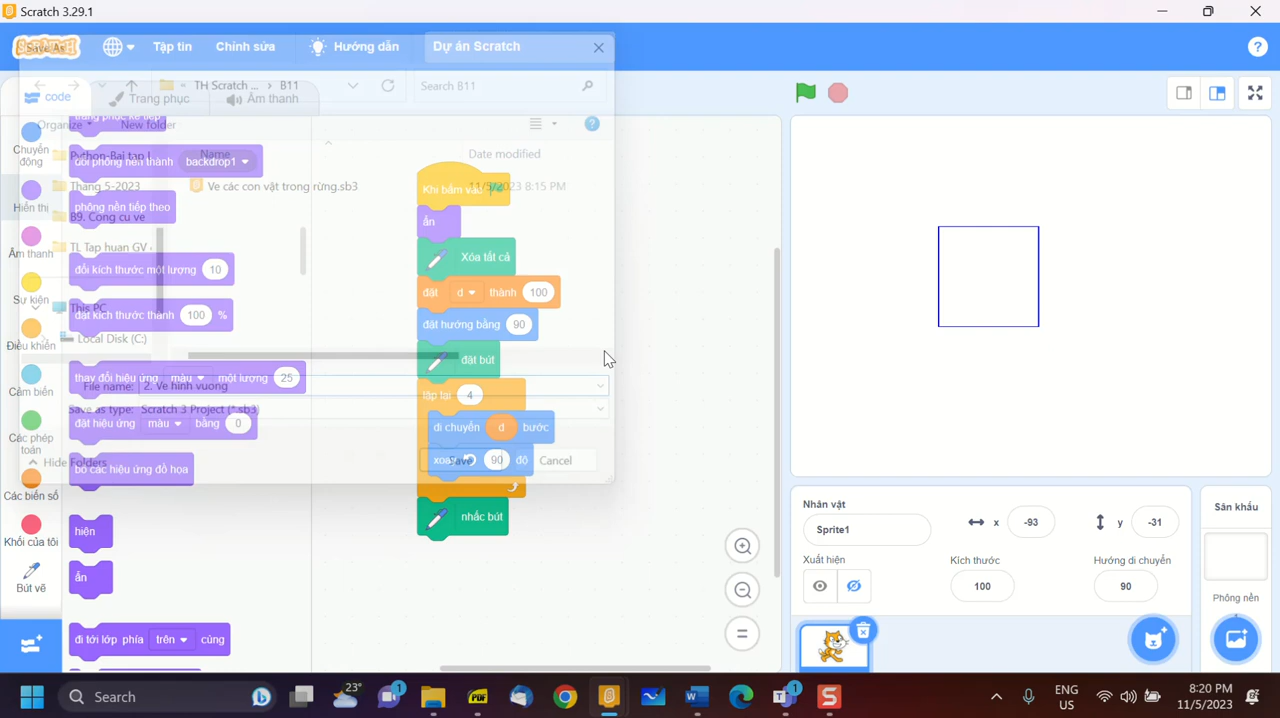 Scratch 3.29.1
Save As
Tập tin
Chỉnh sửa
Hướng dẫn
Dự án Scratch
TH Scratch ... > B11
Search B11
code
Trang phục
Âm thanh
Organize
New folder
trang phục kế tiếp
Chuyển động
Hiển thị
Âm thanh
Sự kiện
Điều khiển
Cảm biến
Các phép toán
Các biến số
Khối của tôi
Bút vẽ
Python-Bai tap I
Name
Date modified
đổi phông nền thành backdrop1
Tháng 5-2023
Ve các con vật trong rừng.sb3
11/5/2023 8:15 PM
phông nền tiếp theo
B9. Cong cu ve
TL Tap huan GV
đổi kích thước một lượng 10
This PC
đặt kích thước thành 100 %
Local Disk (C:)
thay đổi hiệu ứng màu một lượng 25
File name: 2. Ve hinh vuong
Save as type: Scratch 3 Project (*.sb3)
đặt hiệu ứng màu bằng 0
Hide Folders
Save
Cancel
bỏ các hiệu ứng đồ họa
hiện
ẩn
đi tới lớp phía trên cùng
Khi bấm vào
ẩn
Xóa tất cả
đặt d thành 100
đặt hướng bằng 90
đặt bút
lặp lại 4
di chuyển d bước
xoay 90 độ
nhấc bút
Nhân vật
Sprite1
x -93
y -31
Xuất hiện
Kích thước
100
Hướng di chuyển
90
Sân khấu
Phông nền
Search
23°
1
1
ENG
US
8:20 PM
11/5/2023